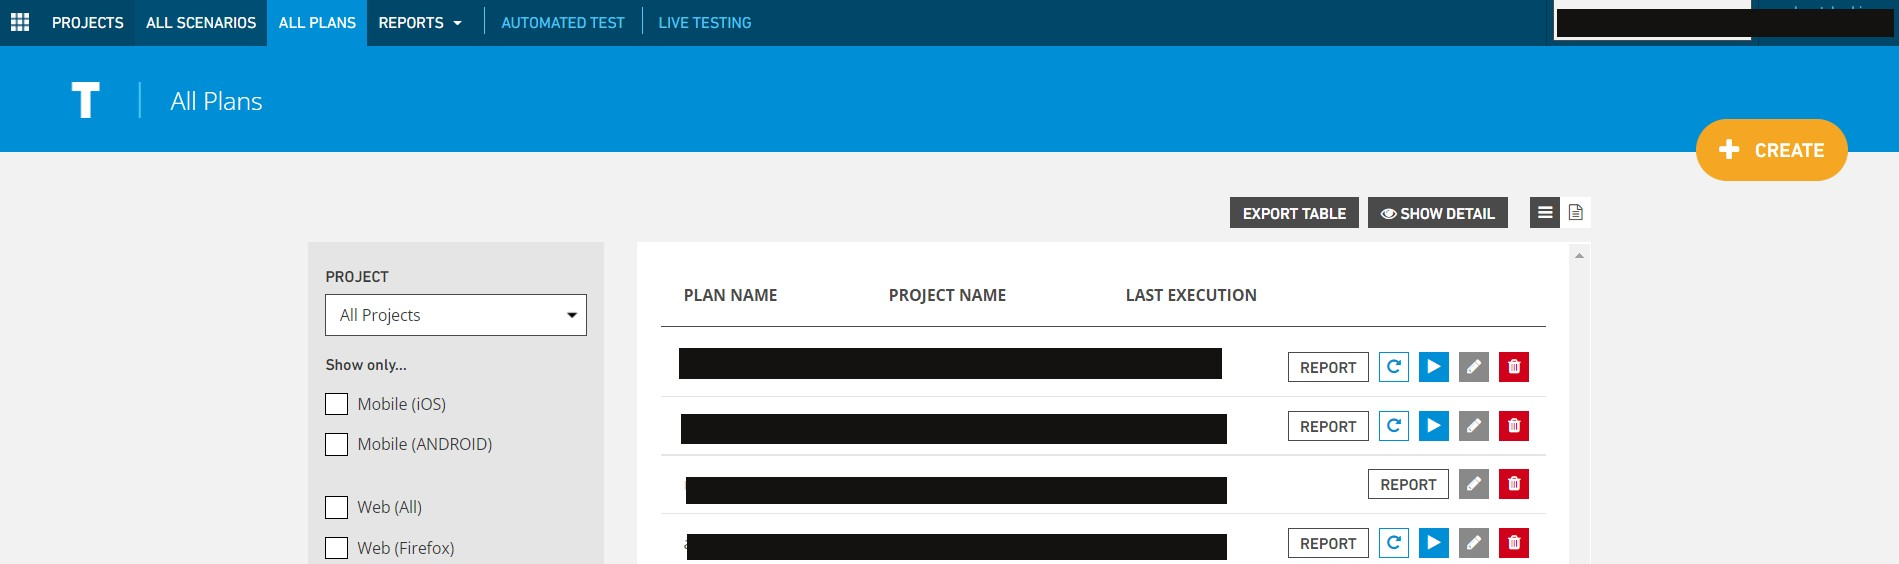 PROJECTS ALL SCENARIOS ALL PLANS REPORTS AUTOMATED TEST LIVE TESTING
T All Plans
CREATE
EXPORT TABLE SHOW DETAIL
PROJECT
All Projects
Show only...
Mobile (iOS)
Mobile (ANDROID)
Web (All)
Web (Firefox)
PLAN NAME PROJECT NAME LAST EXECUTION
REPORT
REPORT
REPORT
REPORT